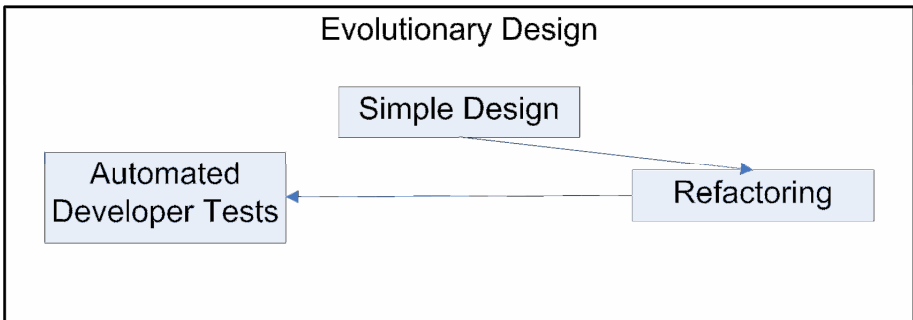 Evolutionary Design
Simple Design
Automated
Developer Tests
Refactoring